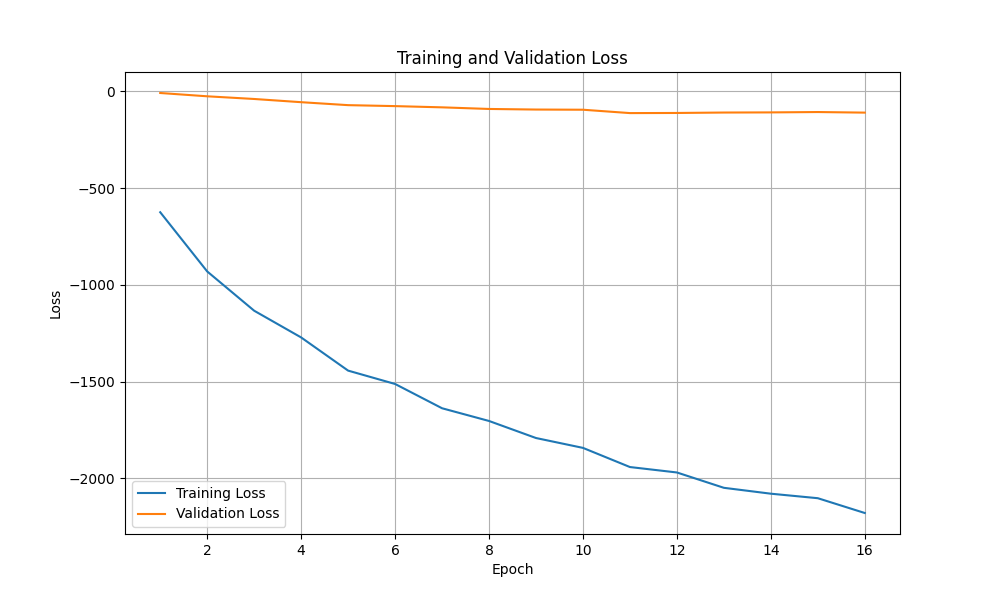 Training and Validation Loss
0
−500
−1000
−1500
−2000
Loss
Training Loss
Validation Loss
2 4 6 8 10 12 14 16
Epoch